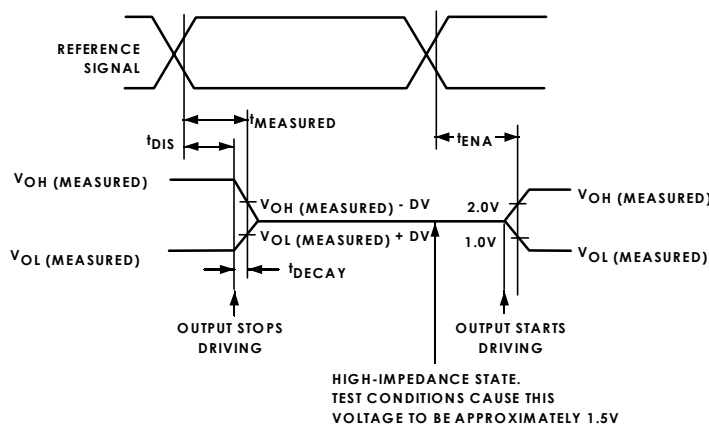 REFERENCE
SIGNAL
tMEASURED
tDIS
tENA
VOH (MEASURED)
VOH (MEASURED) - DV
2.0V
VOH (MEASURED)
VOL (MEASURED)
VOL (MEASURED) + DV
1.0V
VOL (MEASURED)
tDECAY
OUTPUT STOPS
DRIVING
OUTPUT STARTS
DRIVING
HIGH-IMPEDANCE STATE.
TEST CONDITIONS CAUSE THIS
VOLTAGE TO BE APPROXIMATELY 1.5V